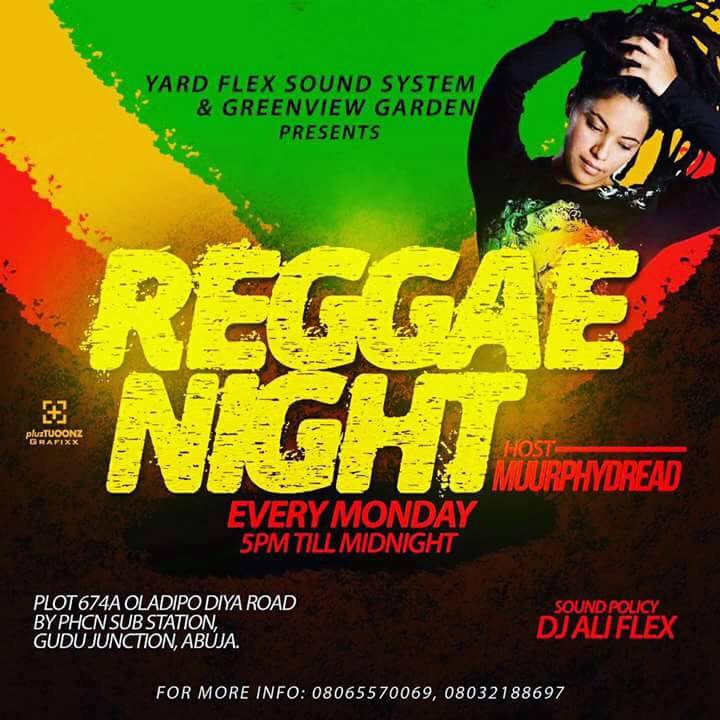 YARD FLEX SOUND SYSTEM
& GREENVIEW GARDEN
PRESENTS
REGGAE
NIGHT
pluzTUOONZ
GRAFIXX
HOST
MUURPHYDREAD
EVERY MONDAY
5PM TILL MIDNIGHT
PLOT 674A OLADIPO DIYA ROAD
BY PHCN SUB STATION,
GUDU JUNCTION, ABUJA.
SOUND POLICY
DJ ALI FLEX
FOR MORE INFO: 08065570069, 08032188697